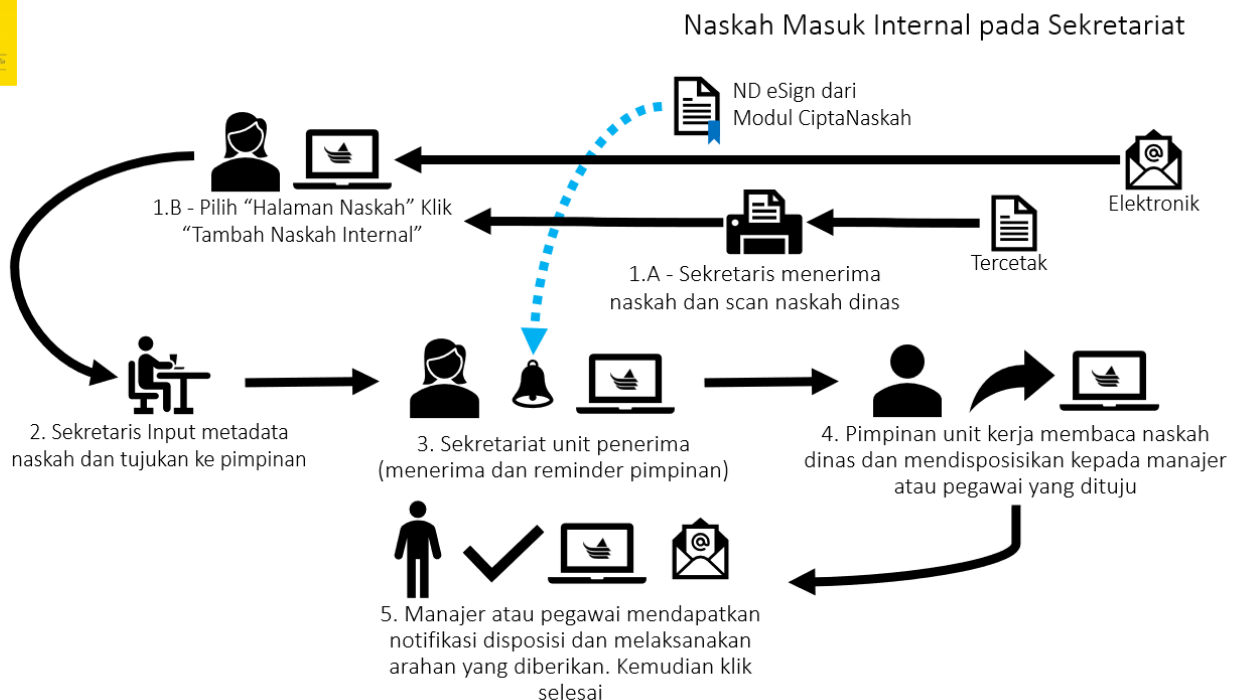 Naskah Masuk Internal pada Sekretariat
ND eSign dari
Modul CiptaNaskah
Elektronik
1.B - Pilih “Halaman Naskah” Klik
“Tambah Naskah Internal”
Tercetak
1.A - Sekretaris menerima
naskah dan scan naskah dinas
2. Sekretaris Input metadata
naskah dan tujukan ke pimpinan
3. Sekretariat unit penerima
(menerima dan reminder pimpinan)
4. Pimpinan unit kerja membaca naskah
dinas dan mendisposisikan kepada manajer
atau pegawai yang dituju
5. Manajer atau pegawai mendapatkan
notifikasi disposisi dan melaksanakan
arahan yang diberikan. Kemudian klik
selesai